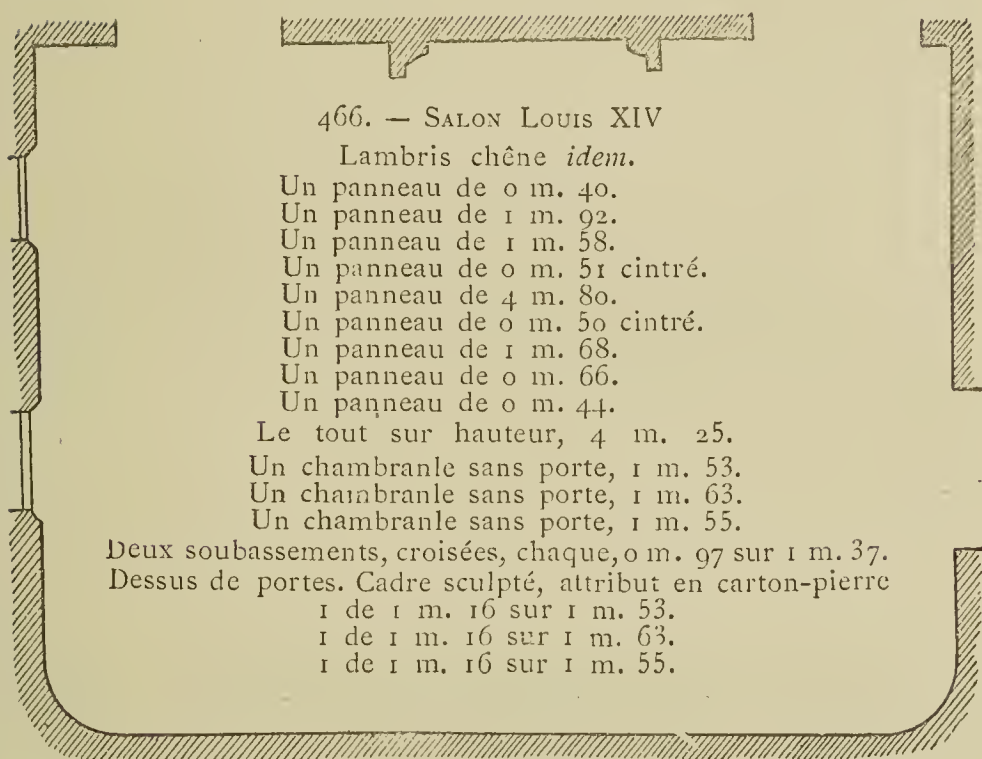 466. — SALON LOUIS XIV
Lambris chêne idem.
Un panneau de 0 m. 40.
Un panneau de 1 m. 92.
Un panneau de 1 m. 58.
Un panneau de 0 m. 51 cintré.
Un panneau de 4 m. 80.
Un panneau de 0 m. 50 cintré.
Un panneau de 1 m. 68.
Un panneau de 0 m. 66.
Un panneau de 0 m. 44.
Le tout sur hauteur, 4 m. 25.
Un chambranle sans porte, 1 m. 53.
Un chambranle sans porte, 1 m. 63.
Un chambranle sans porte, 1 m. 55.
Deux soubassements, croisées, chaque, 0 m. 97 sur 1 m. 37.
Dessus de portes. Cadre sculpté, attribut en carton-pierre
1 de 1 m. 16 sur 1 m. 53.
1 de 1 m. 16 sur 1 m. 63.
1 de 1 m. 16 sur 1 m. 55.